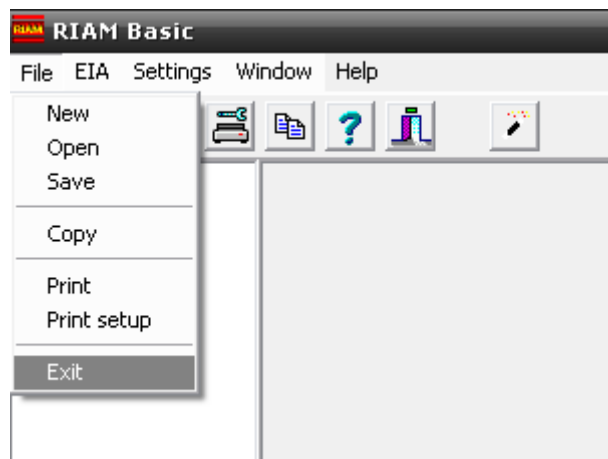 RIAM RIAM Basic
File EIA Settings Window Help
New
Open
Save
Copy
Print
Print setup
Exit